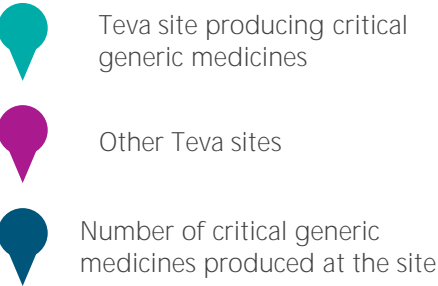 Teva site producing critical
generic medicines
Other Teva sites
Number of critical generic
medicines produced at the site